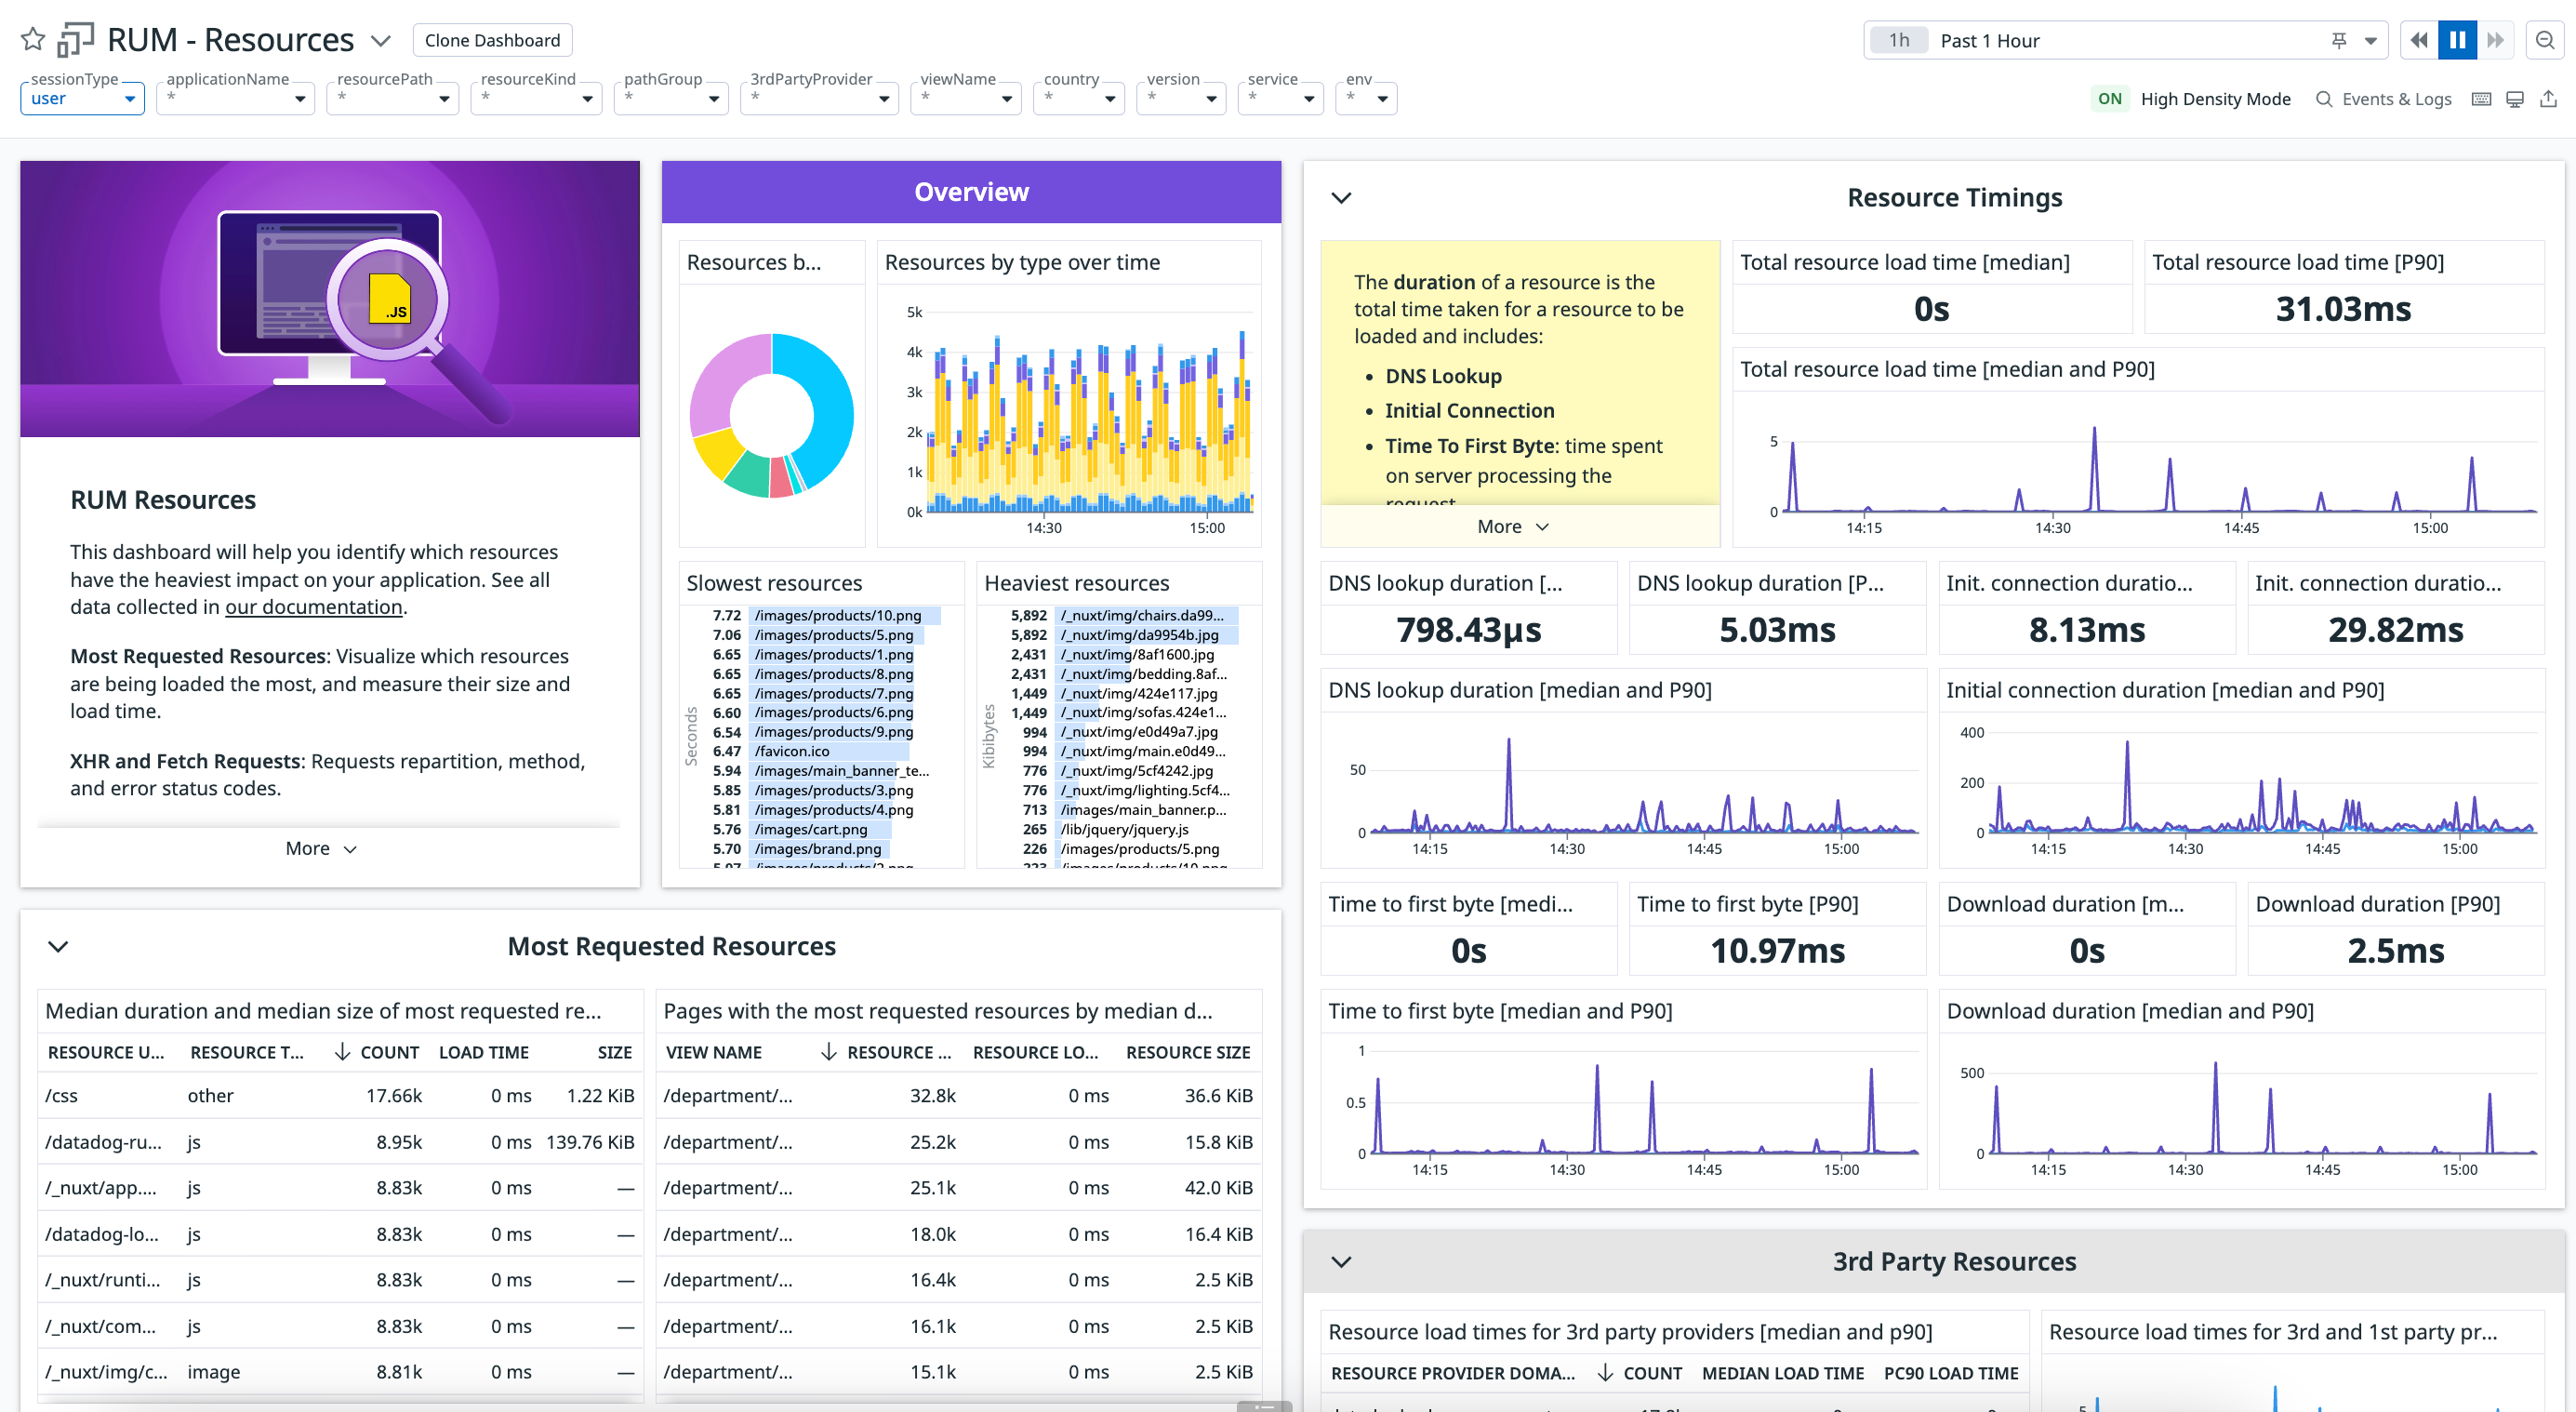 RUM - Resources
Clone Dashboard
1h Past 1 Hour
sessionType
user
applicationName
*
resourcePath
*
resourceKind
*
pathGroup
*
3rdPartyProvider
*
viewName
*
country
*
version
*
service
*
env
*
ON High Density Mode
Events & Logs
.JS
RUM Resources
This dashboard will help you identify which resources
have the heaviest impact on your application. See all
data collected in our documentation.
Most Requested Resources: Visualize which resources
are being loaded the most, and measure their size and
load time.
XHR and Fetch Requests: Requests repartition, method,
and error status codes.
More
Overview
Resources b...
Resources by type over time
5k
4k
3k
2k
1k
0k
14:30 15:00
Slowest resources
Seconds
7.72 /images/products/10.png
7.06 /images/products/5.png
6.65 /images/products/1.png
6.65 /images/products/8.png
6.65 /images/products/7.png
6.60 /images/products/6.png
6.54 /images/products/9.png
6.47 /favicon.ico
5.94 /images/main_banner_te...
5.85 /images/products/3.png
5.81 /images/products/4.png
5.76 /images/cart.png
5.70 /images/brand.png
Heaviest resources
Kibibytes
5,892 /_nuxt/img/chairs.da99...
5,892 /_nuxt/img/da9954b.jpg
2,431 /_nuxt/img/8af1600.jpg
2,431 /_nuxt/img/bedding.8af...
1,449 /_nuxt/img/424e117.jpg
1,449 /_nuxt/img/sofas.424e1...
994 /_nuxt/img/e0d49a7.jpg
994 /_nuxt/img/main.e0d49...
776 /_nuxt/img/5cf4242.jpg
776 /_nuxt/img/lighting.5cf4...
713 /images/main_banner.p...
265 /lib/jquery/jquery.js
226 /images/products/5.png
Most Requested Resources
Median duration and median size of most requested re...
RESOURCE U... RESOURCE T... COUNT LOAD TIME SIZE
/css other 17.66k 0 ms 1.22 KiB
/datadog-ru... js 8.95k 0 ms 139.76 KiB
/_nuxt/app.... js 8.83k 0 ms —
/datadog-lo... js 8.83k 0 ms —
/_nuxt/runti... js 8.83k 0 ms —
/_nuxt/com... js 8.83k 0 ms —
/_nuxt/img/c... image 8.81k 0 ms —
Pages with the most requested resources by median d...
VIEW NAME RESOURCE ... RESOURCE LO... RESOURCE SIZE
/department/... 32.8k 0 ms 36.6 KiB
/department/... 25.2k 0 ms 15.8 KiB
/department/... 25.1k 0 ms 42.0 KiB
/department/... 18.0k 0 ms 16.4 KiB
/department/... 16.4k 0 ms 2.5 KiB
/department/... 16.1k 0 ms 2.5 KiB
/department/... 15.1k 0 ms 2.5 KiB
Resource Timings
The duration of a resource is the
total time taken for a resource to be
loaded and includes:
• DNS Lookup
• Initial Connection
• Time To First Byte: time spent
on server processing the
request
More
Total resource load time [median]
0s
Total resource load time [P90]
31.03ms
Total resource load time [median and P90]
5
0
14:15 14:30 14:45 15:00
DNS lookup duration [...
798.43µs
DNS lookup duration [P...
5.03ms
Init. connection duratio...
8.13ms
Init. connection duratio...
29.82ms
DNS lookup duration [median and P90]
50
0
14:15 14:30 14:45 15:00
Initial connection duration [median and P90]
400
200
0
14:15 14:30 14:45 15:00
Time to first byte [medi...
0s
Time to first byte [P90]
10.97ms
Download duration [m...
0s
Download duration [P90]
2.5ms
Time to first byte [median and P90]
1
0.5
0
14:15 14:30 14:45 15:00
Download duration [median and P90]
500
0
14:15 14:30 14:45 15:00
3rd Party Resources
Resource load times for 3rd party providers [median and p90]
RESOURCE PROVIDER DOMA... COUNT MEDIAN LOAD TIME PC90 LOAD TIME
Resource load times for 3rd and 1st party pr...
5